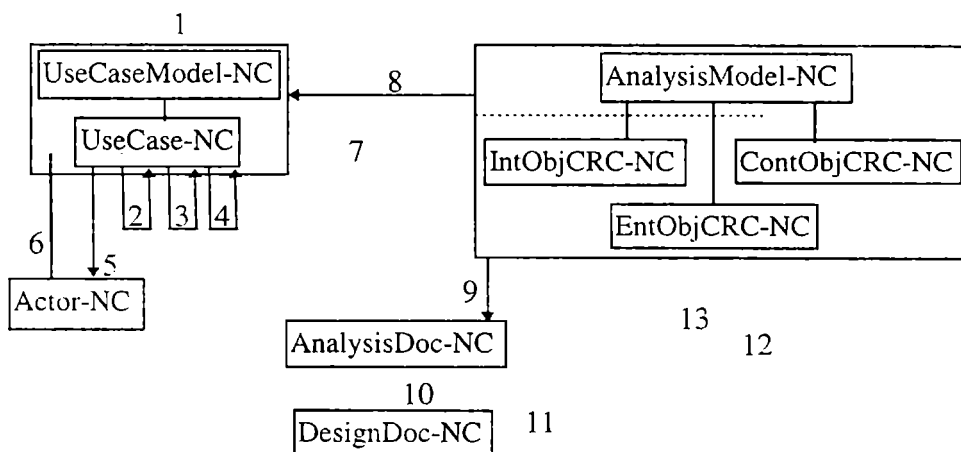 1
UseCaseModel-NC
UseCase-NC
2
3
4
5
6
Actor-NC
7
8
AnalysisModel-NC
IntObjCRC-NC
ContObjCRC-NC
EntObjCRC-NC
9
AnalysisDoc-NC
10
DesignDoc-NC
11
13
12